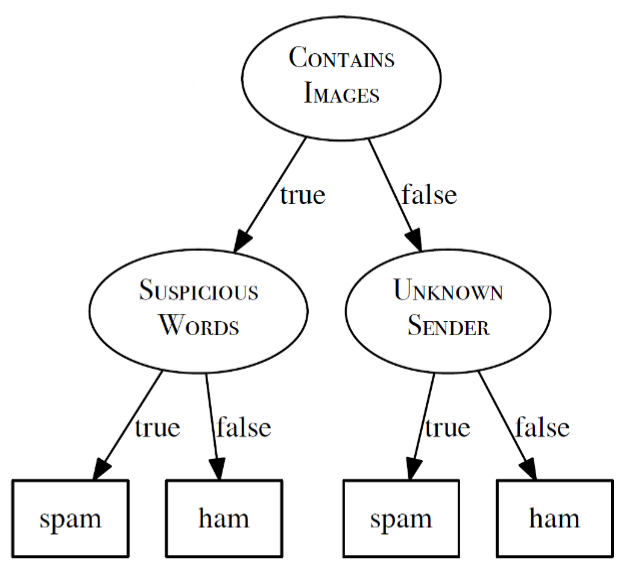 Contains
Images
true
false
Suspicious
Words
Unknown
Sender
true
false
true
false
spam
ham
spam
ham